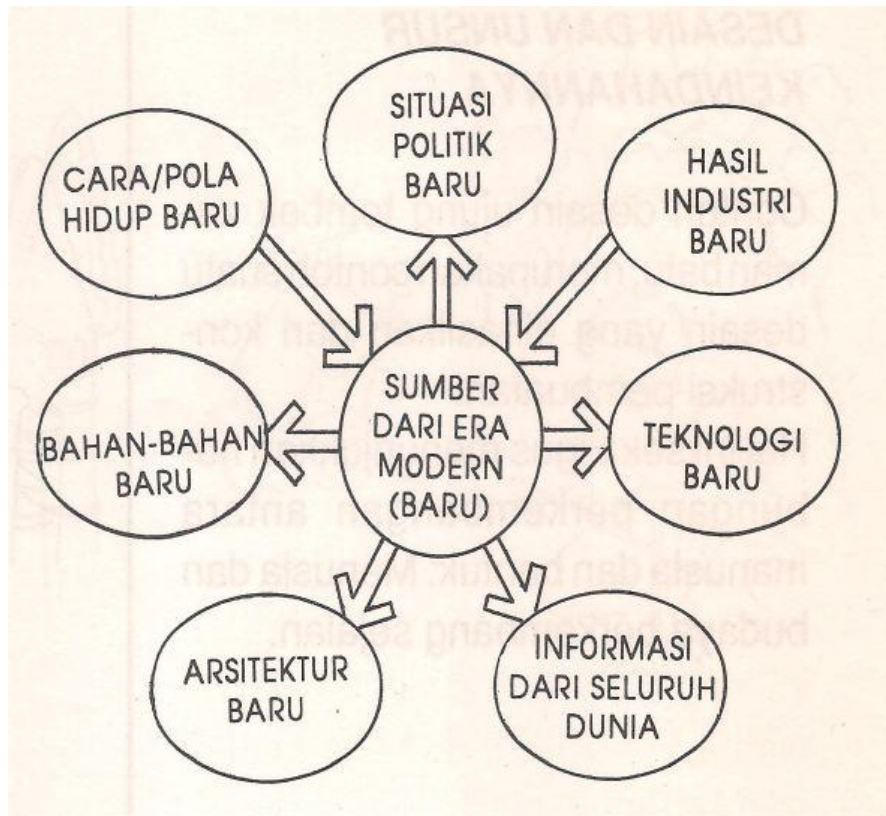 SITUASI
POLITIK
BARU
CARA/POLA
HIDUP BARU
HASIL
INDUSTRI
BARU
SUMBER
DARI ERA
MODERN
(BARU)
BAHAN-BAHAN
BARU
TEKNOLOGI
BARU
ARSITEKTUR
BARU
INFORMASI
DARI SELURUH
DUNIA
DESAIN DAN UNSUR
KEINDAHANNYA